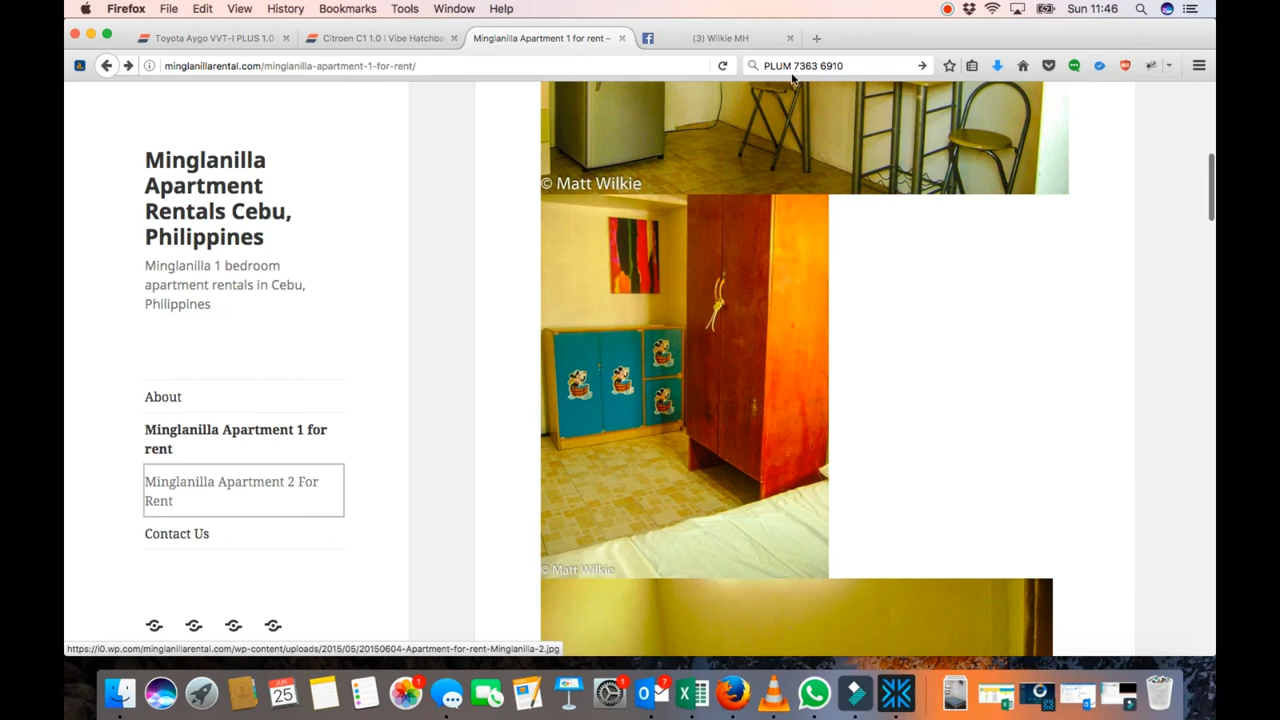 Firefox File Edit View History Bookmarks Tools Window Help Sun 11:46
Toyota Aygo VVT-I PLUS 1.0 Citroen C1 1.0 i Vibe Hatchba Minglanilla Apartment 1 for rent – (3) Wilkie MH
minglanillarental.com/minglanilla-apartment-1-for-rent/ PLUM 7363 6910
© Matt Wilkie
Minglanilla
Apartment
Rentals Cebu,
Philippines
Minglanilla 1 bedroom
apartment rentals in Cebu,
Philippines
About
Minglanilla Apartment 1 for
rent
Minglanilla Apartment 2 For
Rent
Contact Us
© Matt Wilkie
https://i0.wp.com/minglanillarental.com/wp-content/uploads/2015/05/20150604-Apartment-for-rent-Minglanilla-2.jpg
JUN
25
1
1
7